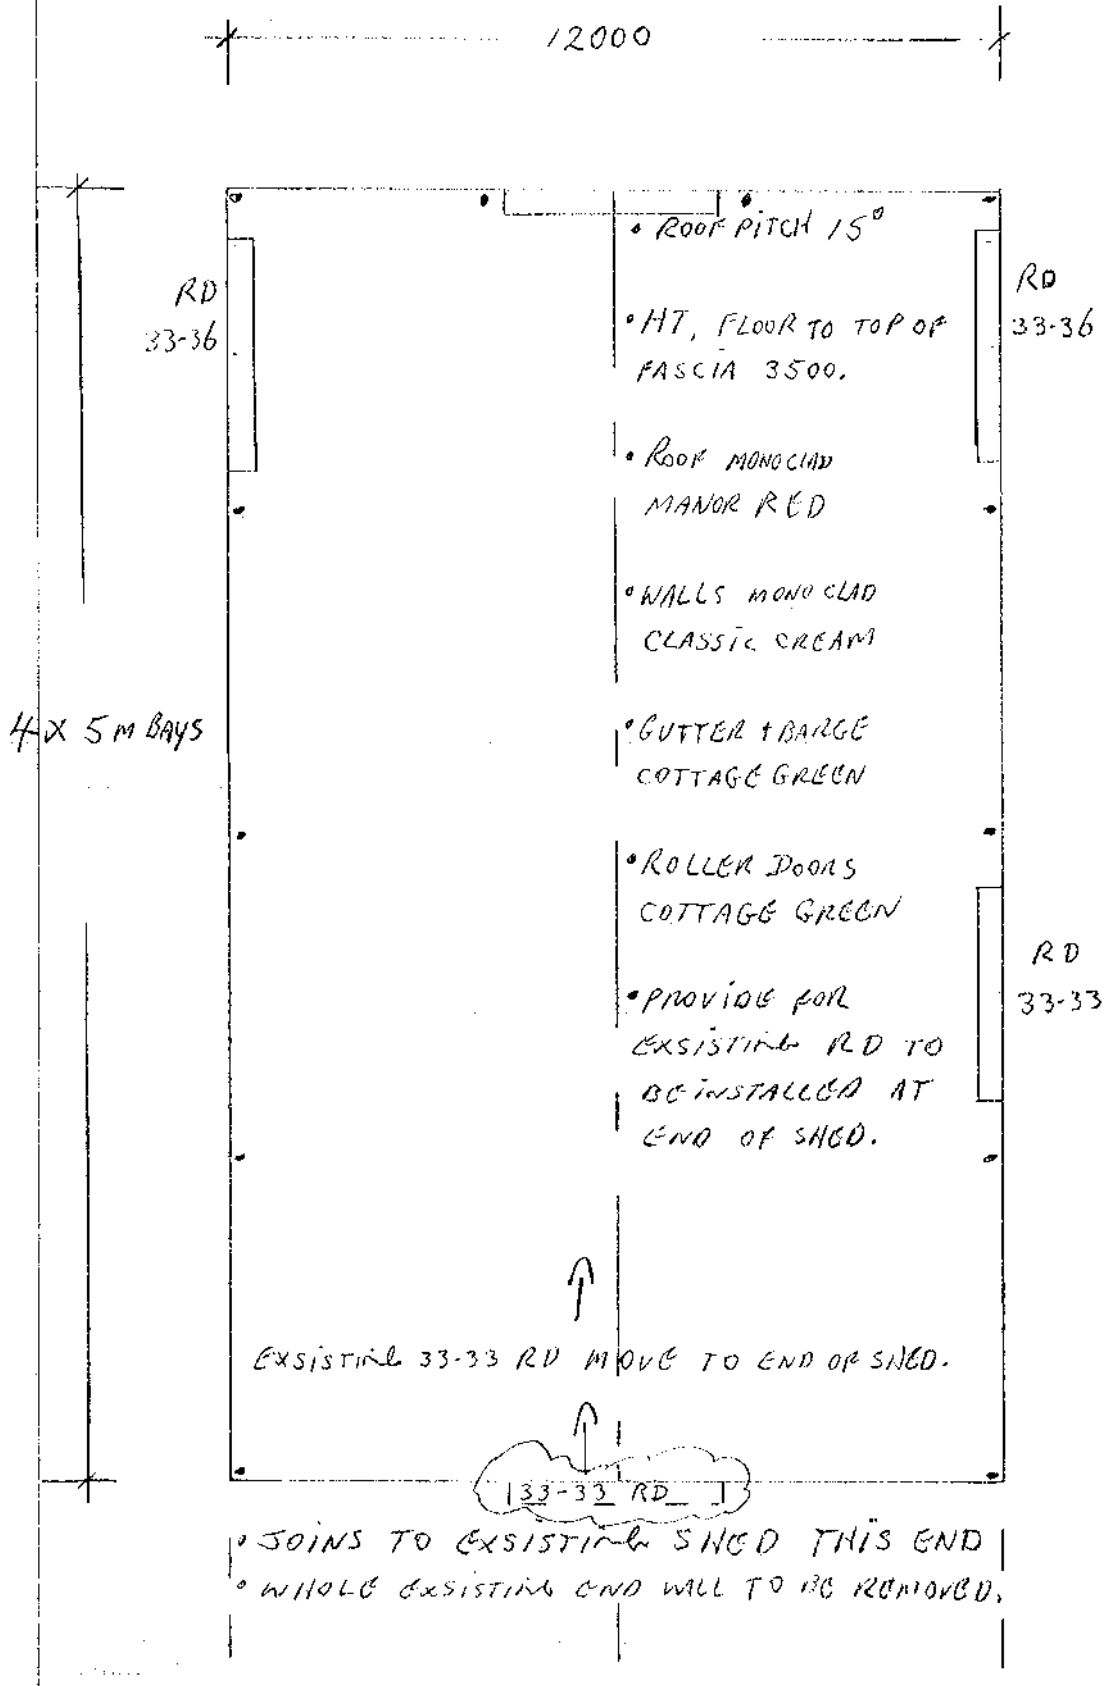 12000
• ROOF PITCH 15°
RD
33-36
RD
33-36
• HT, FLOOR TO TOP OF
FASCIA 3500.
• ROOF MONOCLAD
MANOR RED
• WALLS MONOCLAD
CLASSIC CREAM
4 X 5 M BAYS
• GUTTER + BARGE
COTTAGE GREEN
• ROLLER DOORS
COTTAGE GREEN
RD
33-33
• PROVIDE FOR
EXSISTING RD TO
BE INSTALLED AT
END OF SHED.
EXSISTING 33-33 RD MOVE TO END OF SHED.
33-33 RD
• JOINS TO EXSISTING SHED THIS END
• WHOLE EXSISTING END WALL TO BE REMOVED.